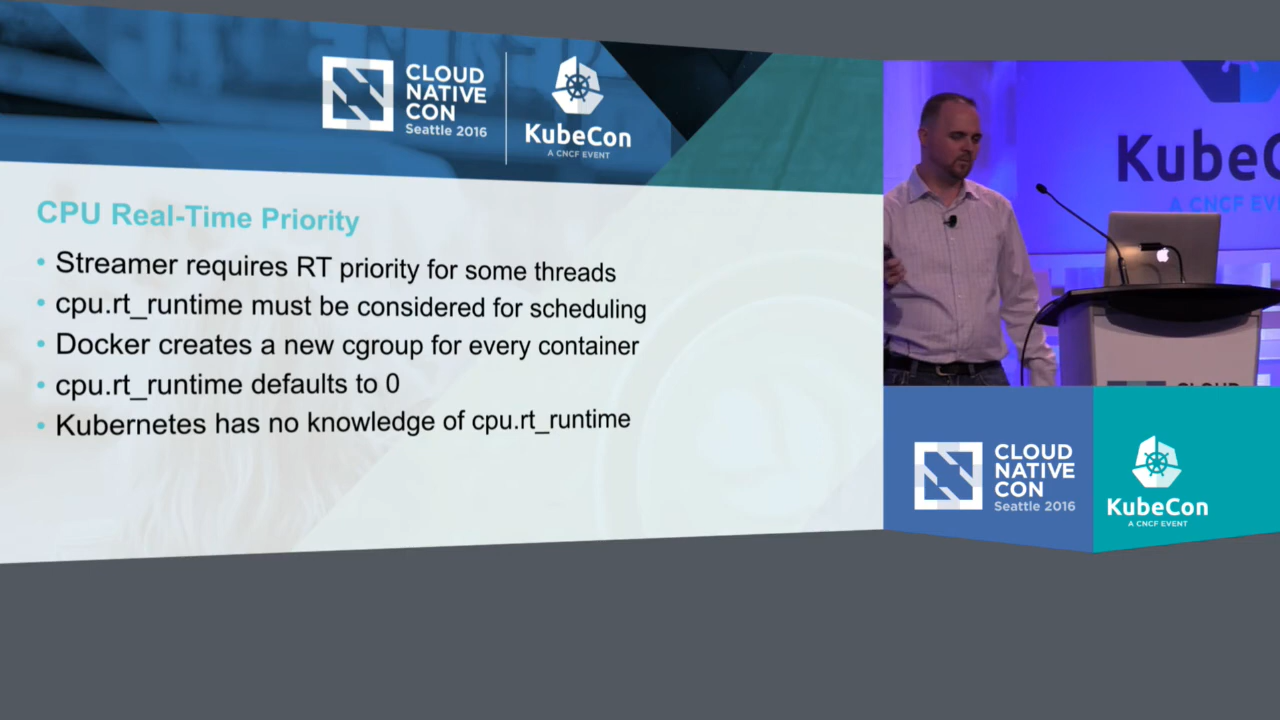 CLOUD
NATIVE
CON
Seattle 2016
KubeCon
A CNCF EVENT
CPU Real-Time Priority
• Streamer requires RT priority for some threads
• cpu.rt_runtime must be considered for scheduling
• Docker creates a new cgroup for every container
• cpu.rt_runtime defaults to 0
• Kubernetes has no knowledge of cpu.rt_runtime
KubeC
A CNCF EV
CLOUD
CLOUD
NATIVE
CON
Seattle 2016
KubeCon
A CNCF EVENT